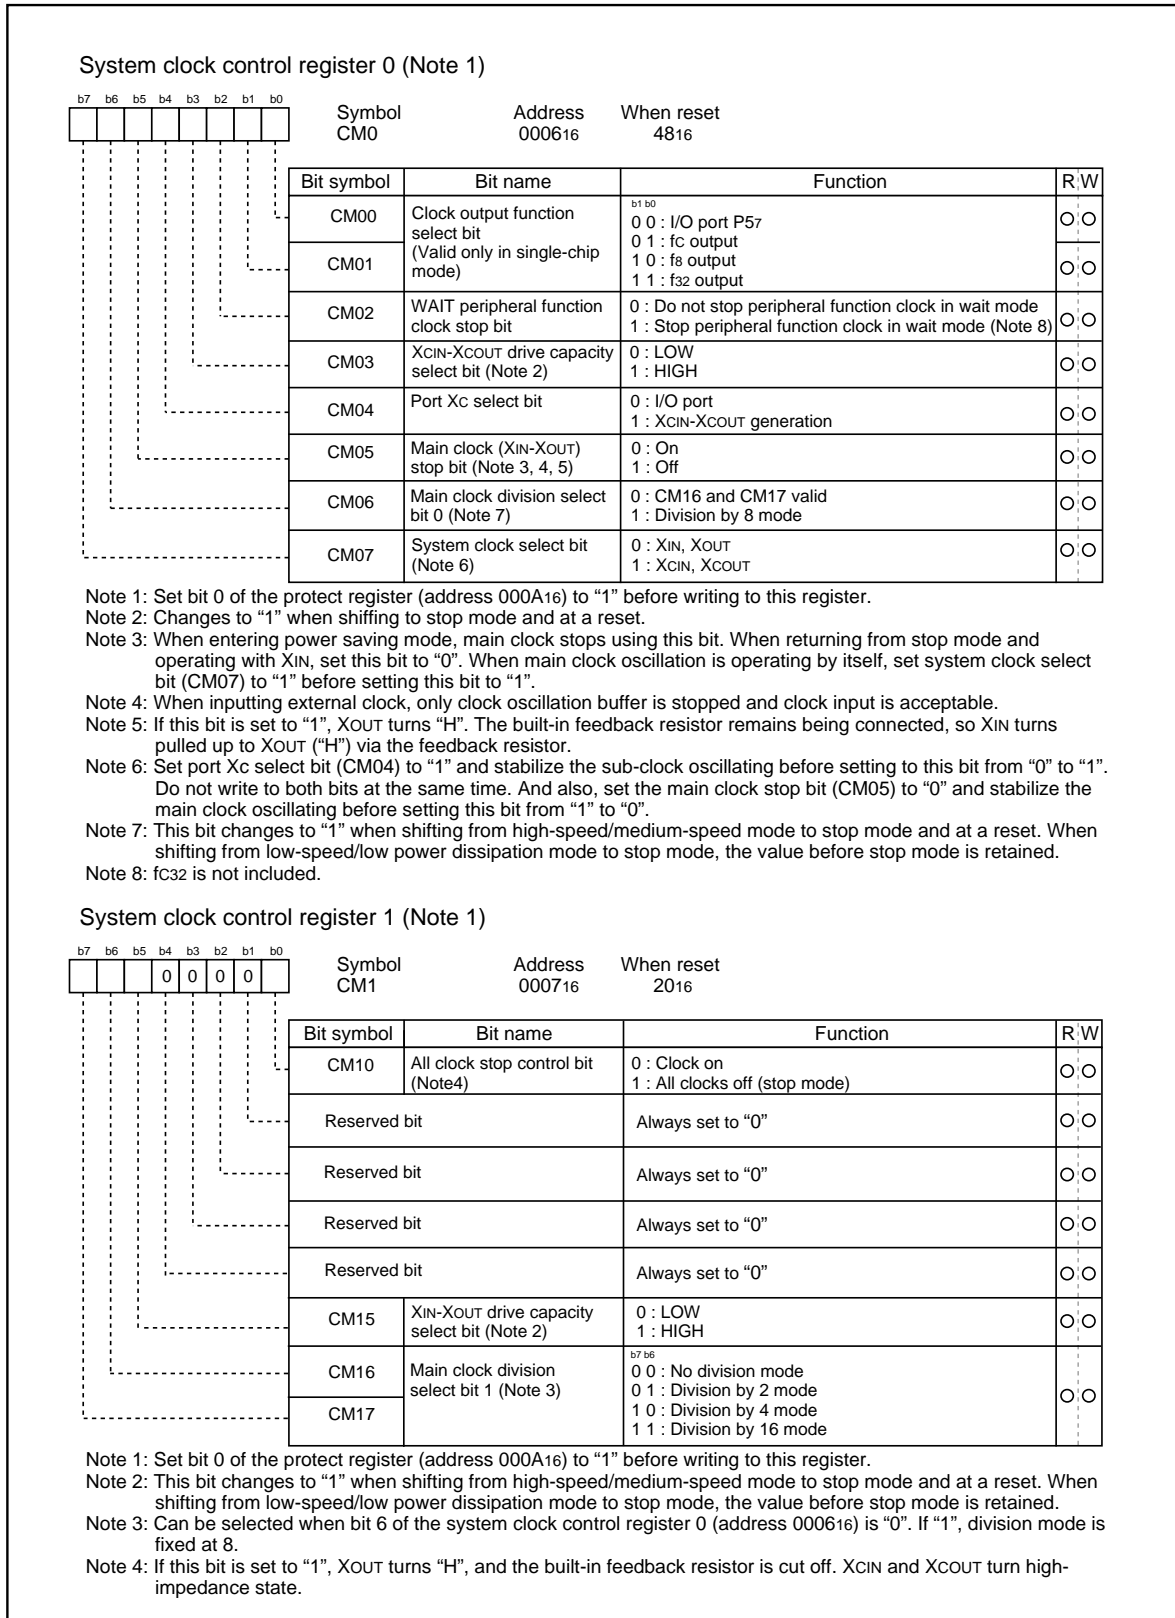 System clock control register 0 (Note 1)
b7 b6 b5 b4 b3 b2 b1 b0
Symbol Address When reset
CM0 000616 4816
Bit symbol Bit name Function R W
CM00 Clock output function select bit (Valid only in single-chip mode)
b1 b0
0 0 : I/O port P57
0 1 : fC output
1 0 : f8 output
1 1 : f32 output
CM01
CM02 WAIT peripheral function clock stop bit
0 : Do not stop peripheral function clock in wait mode
1 : Stop peripheral function clock in wait mode (Note 8)
CM03 XCIN-XCOUT drive capacity select bit (Note 2)
0 : LOW
1 : HIGH
CM04 Port XC select bit
0 : I/O port
1 : XCIN-XCOUT generation
CM05 Main clock (XIN-XOUT) stop bit (Note 3, 4, 5)
0 : On
1 : Off
CM06 Main clock division select bit 0 (Note 7)
0 : CM16 and CM17 valid
1 : Division by 8 mode
CM07 System clock select bit (Note 6)
0 : XIN, XOUT
1 : XCIN, XCOUT
Note 1: Set bit 0 of the protect register (address 000A16) to “1” before writing to this register.
Note 2: Changes to “1” when shiffing to stop mode and at a reset.
Note 3: When entering power saving mode, main clock stops using this bit. When returning from stop mode and
operating with XIN, set this bit to “0”. When main clock oscillation is operating by itself, set system clock select
bit (CM07) to “1” before setting this bit to “1”.
Note 4: When inputting external clock, only clock oscillation buffer is stopped and clock input is acceptable.
Note 5: If this bit is set to “1”, XOUT turns “H”. The built-in feedback resistor remains being connected, so XIN turns
pulled up to XOUT (“H”) via the feedback resistor.
Note 6: Set port Xc select bit (CM04) to “1” and stabilize the sub-clock oscillating before setting to this bit from “0” to “1”.
Do not write to both bits at the same time. And also, set the main clock stop bit (CM05) to “0” and stabilize the
main clock oscillating before setting this bit from “1” to “0”.
Note 7: This bit changes to “1” when shifting from high-speed/medium-speed mode to stop mode and at a reset. When
shifting from low-speed/low power dissipation mode to stop mode, the value before stop mode is retained.
Note 8: fC32 is not included.
System clock control register 1 (Note 1)
b7 b6 b5 b4 b3 b2 b1 b0
0 0 0 0
Symbol Address When reset
CM1 000716 2016
Bit symbol Bit name Function R W
CM10 All clock stop control bit (Note4)
0 : Clock on
1 : All clocks off (stop mode)
Reserved bit Always set to “0”
Reserved bit Always set to “0”
Reserved bit Always set to “0”
Reserved bit Always set to “0”
CM15 XIN-XOUT drive capacity select bit (Note 2)
0 : LOW
1 : HIGH
CM16 Main clock division select bit 1 (Note 3)
b7 b6
0 0 : No division mode
0 1 : Division by 2 mode
1 0 : Division by 4 mode
1 1 : Division by 16 mode
CM17
Note 1: Set bit 0 of the protect register (address 000A16) to “1” before writing to this register.
Note 2: This bit changes to “1” when shifting from high-speed/medium-speed mode to stop mode and at a reset. When
shifting from low-speed/low power dissipation mode to stop mode, the value before stop mode is retained.
Note 3: Can be selected when bit 6 of the system clock control register 0 (address 000616) is “0”. If “1”, division mode is
fixed at 8.
Note 4: If this bit is set to “1”, XOUT turns “H”, and the built-in feedback resistor is cut off. XCIN and XCOUT turn high-
impedance state.